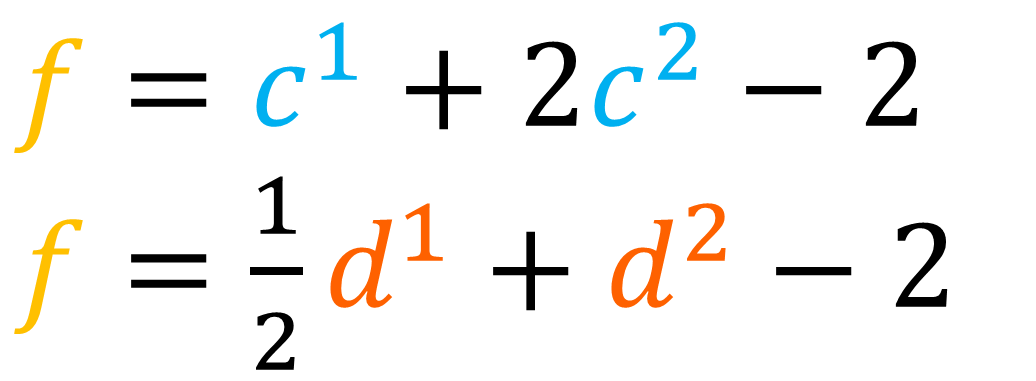 f = c¹ + 2c² − 2
f = ½d¹ + d² − 2